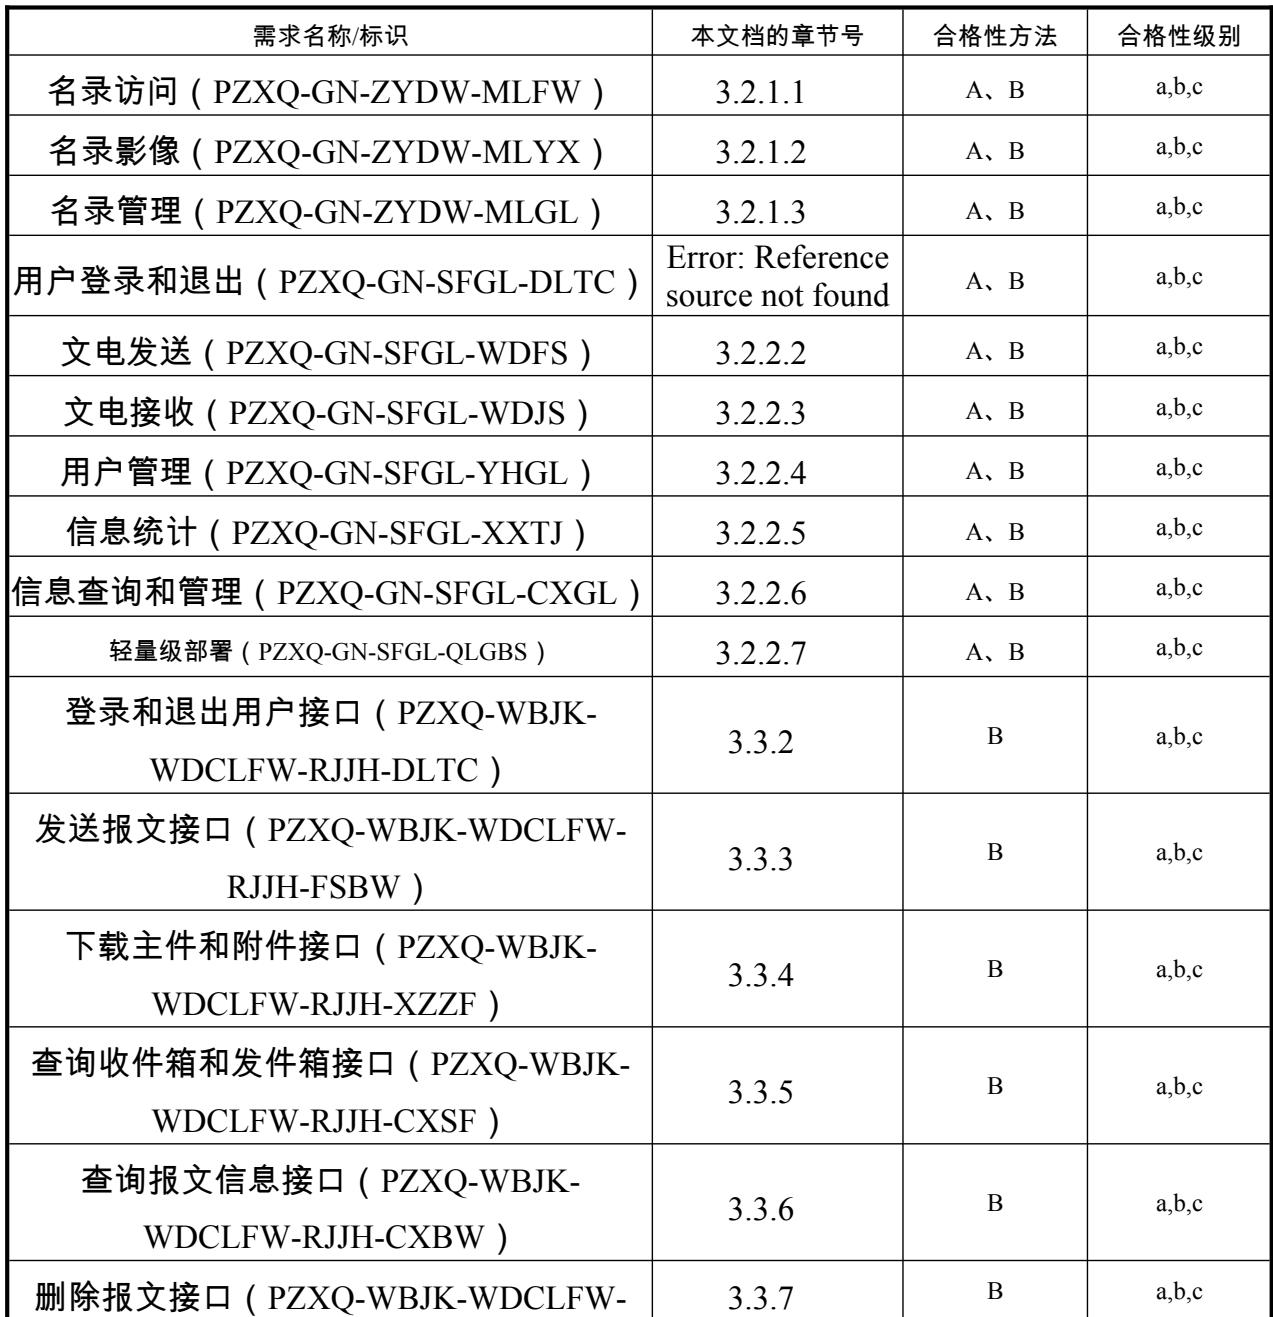 需求名称/标识 本文档的章节号 合格性方法 合格性级别
名录访问（PZXQ-GN-ZYDW-MLFW） 3.2.1.1 A、B a,b,c
名录影像（PZXQ-GN-ZYDW-MLYX） 3.2.1.2 A、B a,b,c
名录管理（PZXQ-GN-ZYDW-MLGL） 3.2.1.3 A、B a,b,c
用户登录和退出（PZXQ-GN-SFGL-DLTC） Error: Reference source not found A、B a,b,c
文电发送（PZXQ-GN-SFGL-WDFS） 3.2.2.2 A、B a,b,c
文电接收（PZXQ-GN-SFGL-WDJS） 3.2.2.3 A、B a,b,c
用户管理（PZXQ-GN-SFGL-YHGL） 3.2.2.4 A、B a,b,c
信息统计（PZXQ-GN-SFGL-XXTJ） 3.2.2.5 A、B a,b,c
信息查询和管理（PZXQ-GN-SFGL-CXGL） 3.2.2.6 A、B a,b,c
轻量级部署（PZXQ-GN-SFGL-QLGBS） 3.2.2.7 A、B a,b,c
登录和退出用户接口（PZXQ-WBJK-
WDCLFW-RJJH-DLTC） 3.3.2 B a,b,c
发送报文接口（PZXQ-WBJK-WDCLFW-
RJJH-FSBW） 3.3.3 B a,b,c
下载主件和附件接口（PZXQ-WBJK-
WDCLFW-RJJH-XZZF） 3.3.4 B a,b,c
查询收件箱和发件箱接口（PZXQ-WBJK-
WDCLFW-RJJH-CXSF） 3.3.5 B a,b,c
查询报文信息接口（PZXQ-WBJK-
WDCLFW-RJJH-CXBW） 3.3.6 B a,b,c
删除报文接口（PZXQ-WBJK-WDCLFW- 3.3.7 B a,b,c